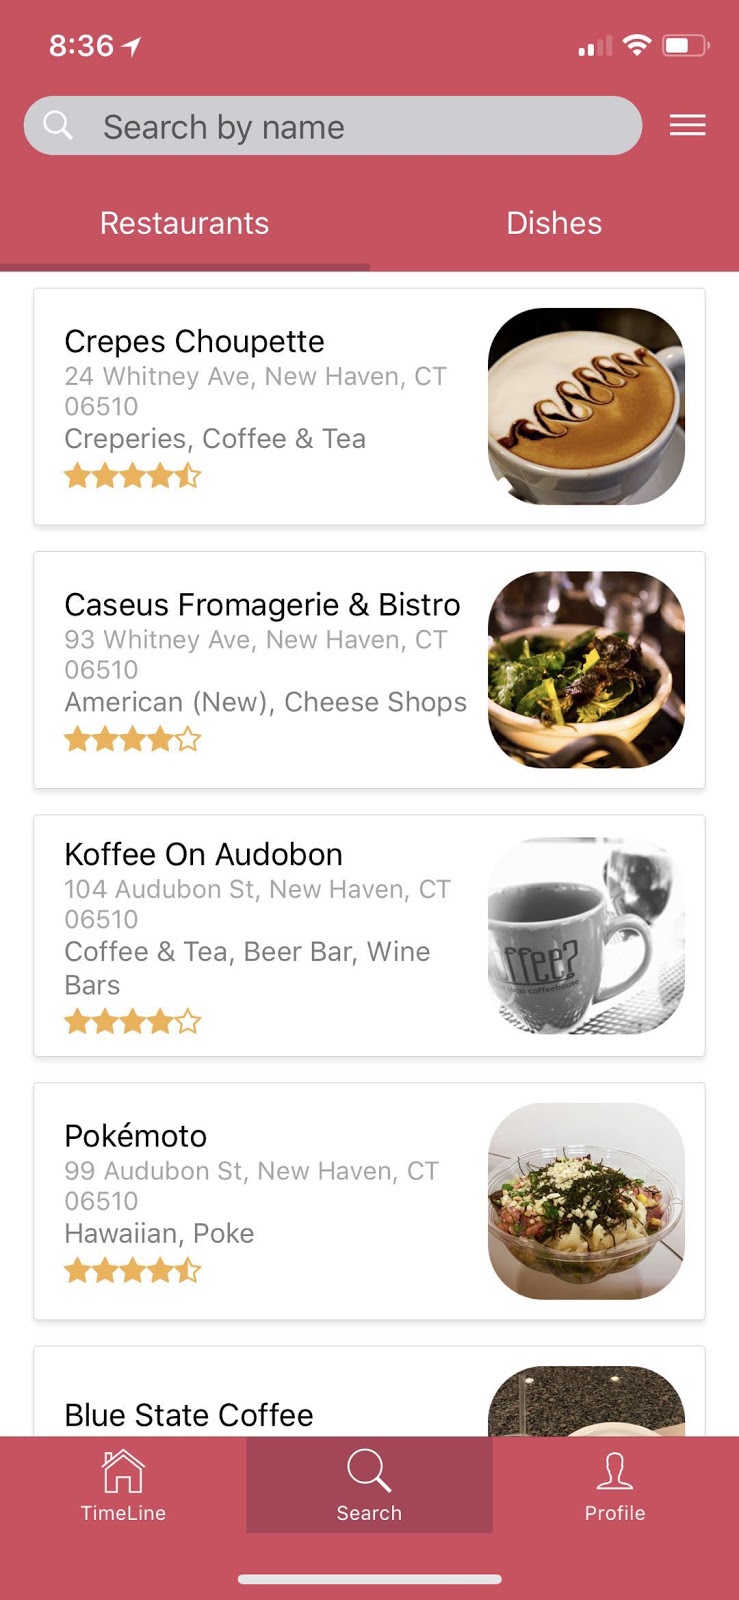 8:36
Search by name
Restaurants
Dishes
Crepes Choupette
24 Whitney Ave, New Haven, CT
06510
Creperies, Coffee & Tea
Caseus Fromagerie & Bistro
93 Whitney Ave, New Haven, CT
06510
American (New), Cheese Shops
Koffee On Audobon
104 Audubon St, New Haven, CT
06510
Coffee & Tea, Beer Bar, Wine
Bars
ffee?
local coffeehouse
Pokémoto
99 Audubon St, New Haven, CT
06510
Hawaiian, Poke
Blue State Coffee
TimeLine
Search
Profile